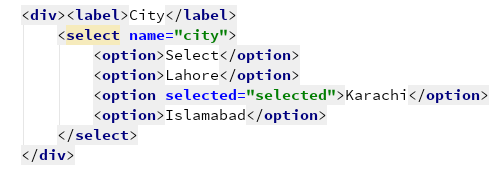 <div><label>City</label>
<select name="city">
<option>Select</option>
<option>Lahore</option>
<option selected="selected">Karachi</option>
<option>Islamabad</option>
</select>
</div>